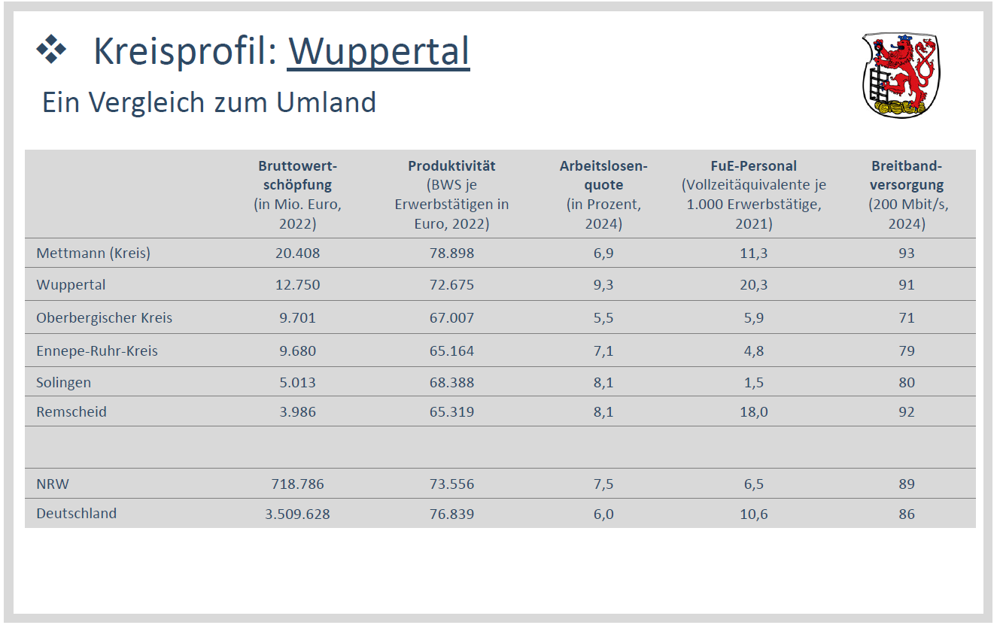 ❖ Kreisprofil: Wuppertal
Ein Vergleich zum Umland
Bruttowert- Produktivität Arbeitslosen- FuE-Personal Breitband-
schöpfung (BWS je quote (Vollzeitäquivalente je versorgung
(in Mio. Euro, Erwerbstätigen in (in Prozent, 1.000 Erwerbstätige, (200 Mbit/s,
2022) Euro, 2022) 2024) 2021) 2024)
Mettmann (Kreis) 20.408 78.898 6,9 11,3 93
Wuppertal 12.750 72.675 9,3 20,3 91
Oberbergischer Kreis 9.701 67.007 5,5 5,9 71
Ennepe-Ruhr-Kreis 9.680 65.164 7,1 4,8 79
Solingen 5.013 68.388 8,1 1,5 80
Remscheid 3.986 65.319 8,1 18,0 92
NRW 718.786 73.556 7,5 6,5 89
Deutschland 3.509.628 76.839 6,0 10,6 86